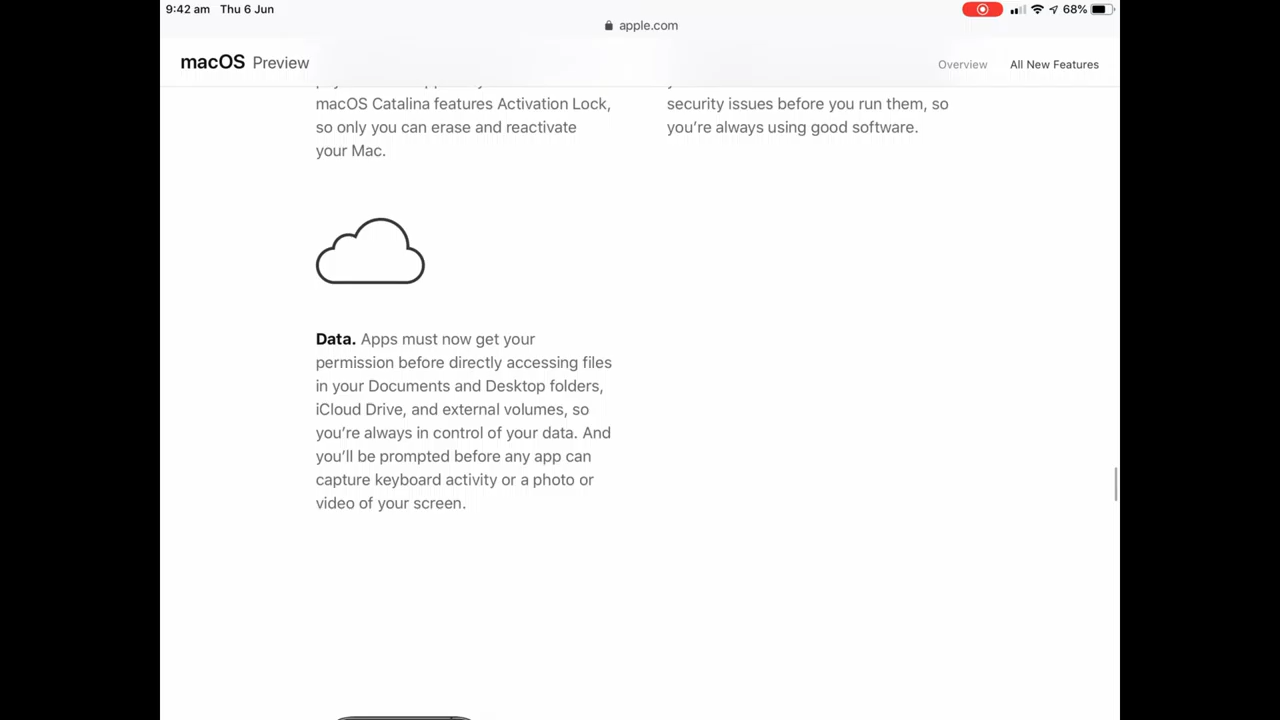 9:42 am Thu 6 Jun 68%
apple.com
macOS Preview Overview All New Features
macOS Catalina features Activation Lock,
so only you can erase and reactivate
your Mac.
security issues before you run them, so
you’re always using good software.
Data. Apps must now get your
permission before directly accessing files
in your Documents and Desktop folders,
iCloud Drive, and external volumes, so
you’re always in control of your data. And
you’ll be prompted before any app can
capture keyboard activity or a photo or
video of your screen.